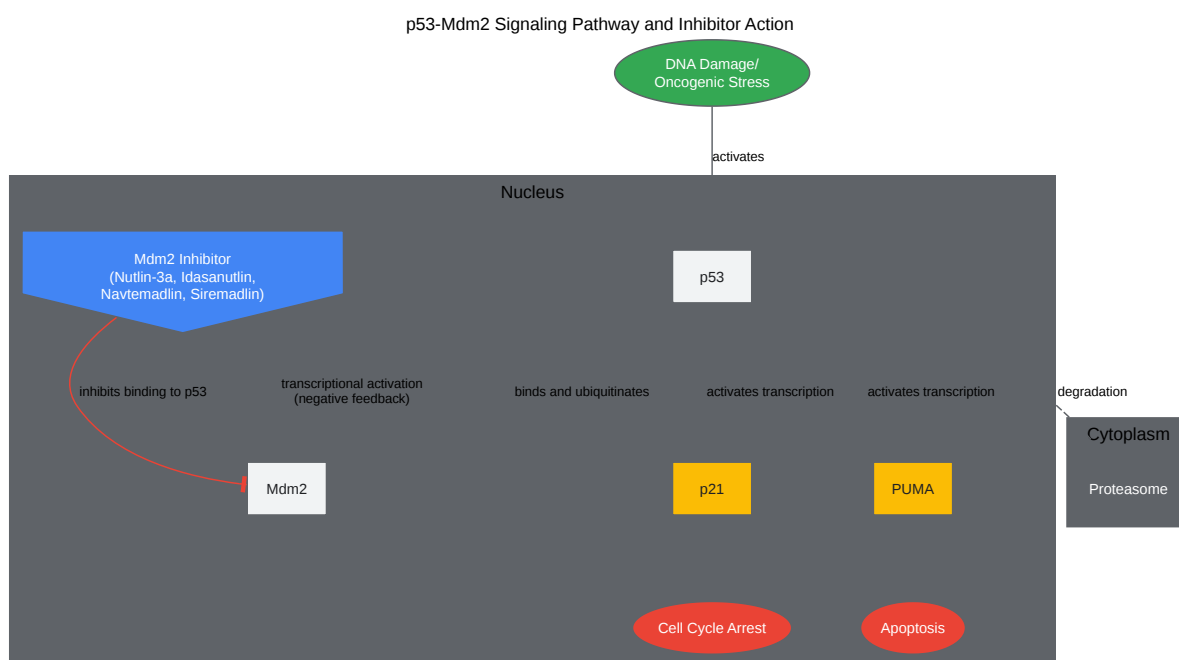 p53-Mdm2 Signaling Pathway and Inhibitor Action
DNA Damage/
Oncogenic Stress
activates
Nucleus
Mdm2 Inhibitor
(Nutlin-3a, Idasanutlin,
Navtemadlin, Siremadlin)
p53
inhibits binding to p53
transcriptional activation
(negative feedback)
binds and ubiquitinates
activates transcription
activates transcription
degradation
Cytoplasm
Mdm2
p21
PUMA
Proteasome
Cell Cycle Arrest
Apoptosis